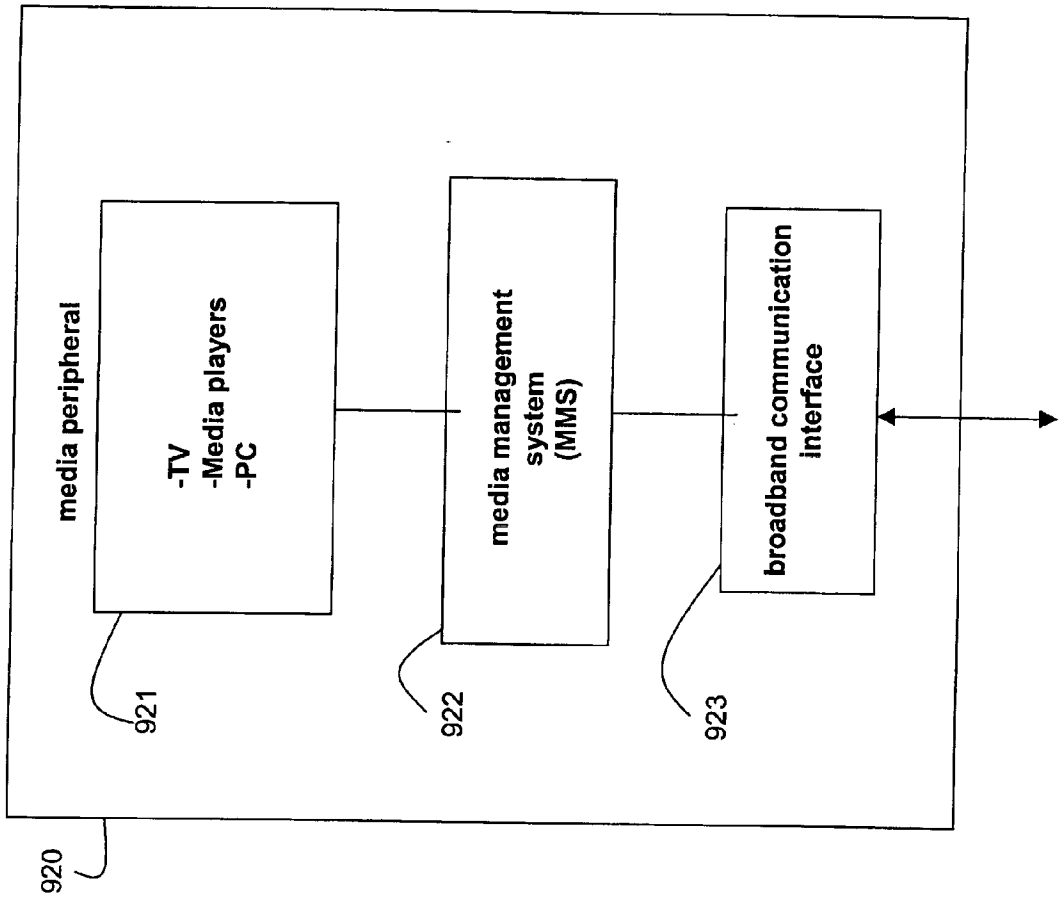 920
media peripheral
921
-TV
-Media players
-PC
922
media management
system
(MMS)
923
broadband communication
interface